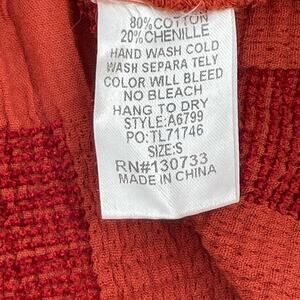 80% COTTON
20% CHENILLE
HAND WASH COLD
WASH SEPARA TELY
COLOR WILL BLEED
NO BLEACH
HANG TO DRY
STYLE:A6799
PO:TL71746
SIZE:S
RN#130733
MADE IN CHINA